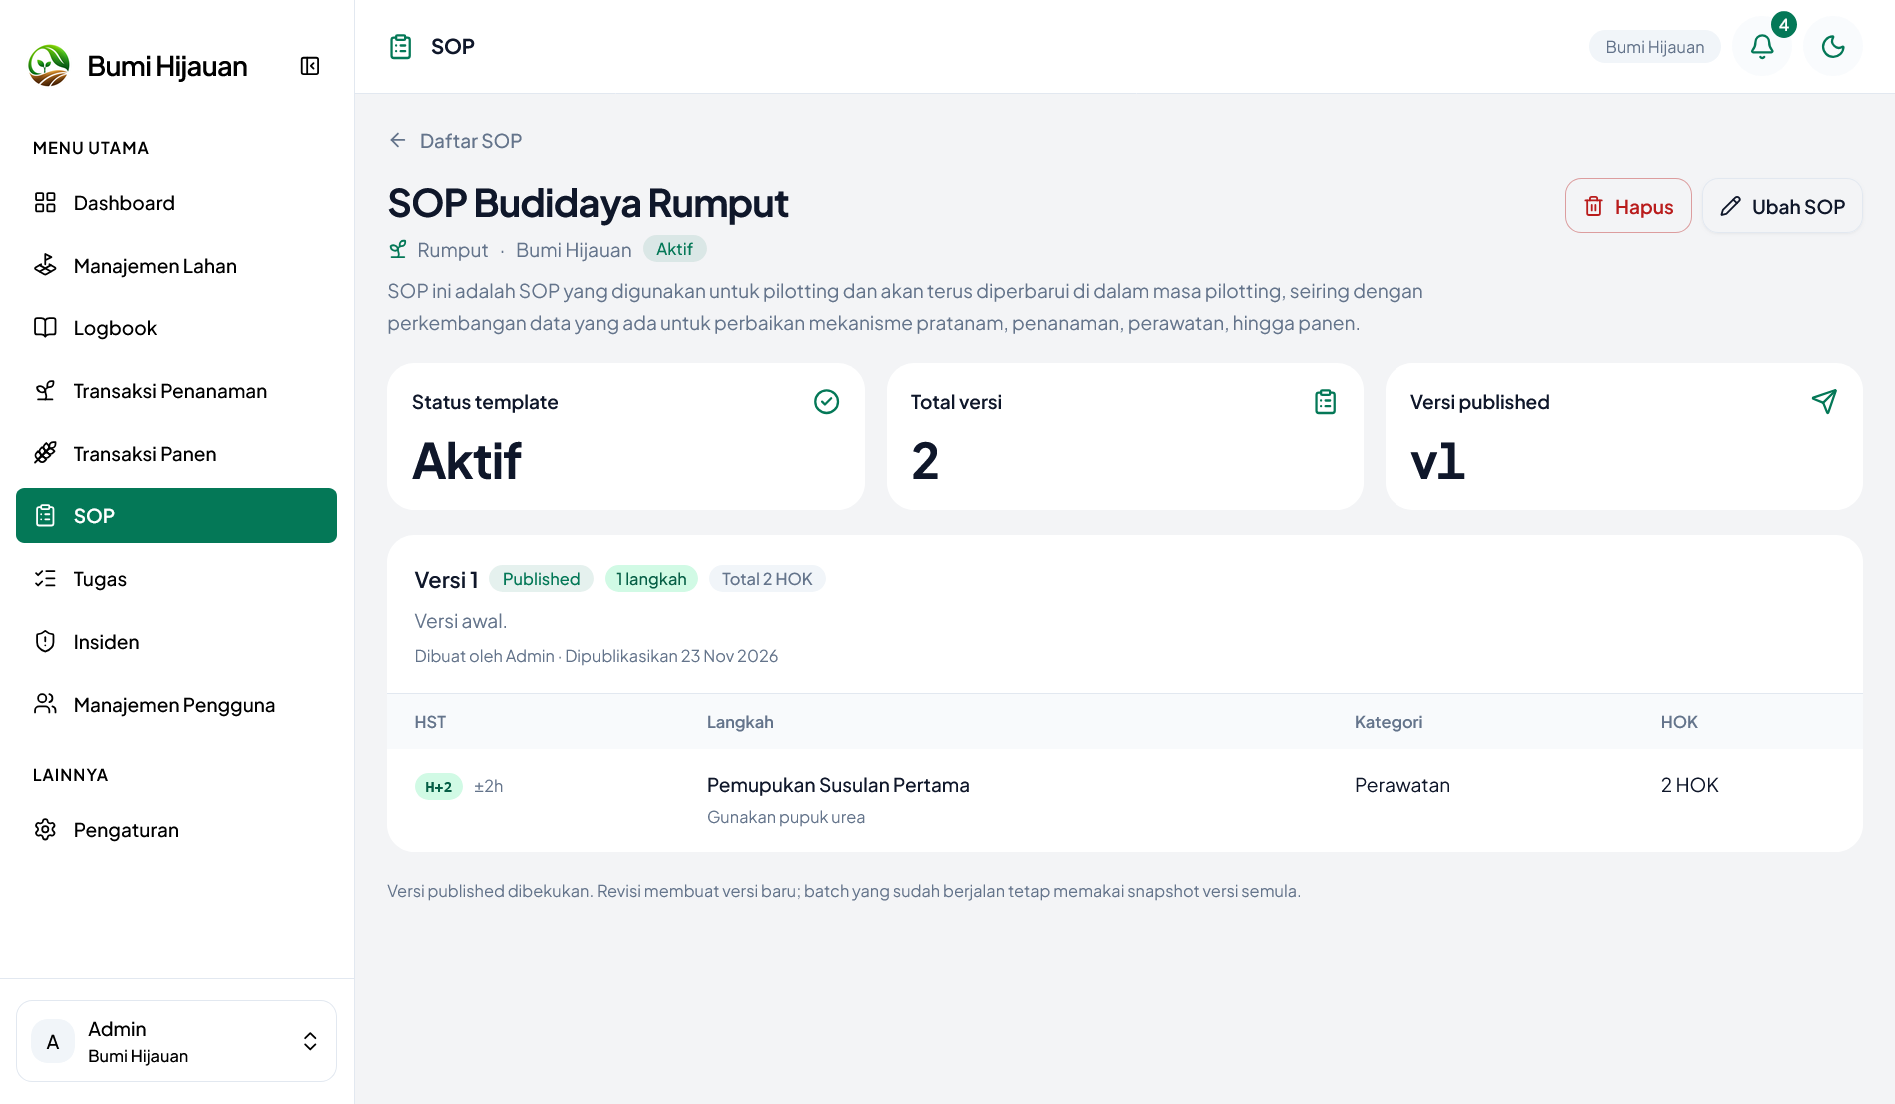 Bumi Hijauan
MENU UTAMA
Dashboard
Manajemen Lahan
Logbook
Transaksi Penanaman
Transaksi Panen
SOP
Tugas
Insiden
Manajemen Pengguna
LAINNYA
Pengaturan
A
Admin
Bumi Hijauan
SOP
Bumi Hijauan
4
Daftar SOP
SOP Budidaya Rumput
Hapus
Ubah SOP
Rumput · Bumi Hijauan Aktif
SOP ini adalah SOP yang digunakan untuk pilotting dan akan terus diperbarui di dalam masa pilotting, seiring dengan
perkembangan data yang ada untuk perbaikan mekanisme pratanam, penanaman, perawatan, hingga panen.
Status template
Aktif
Total versi
2
Versi published
v1
Versi 1 Published 1 langkah Total 2 HOK
Versi awal.
Dibuat oleh Admin · Dipublikasikan 23 Nov 2026
HST Langkah Kategori HOK
H+2 ±2h Pemupukan Susulan Pertama Perawatan 2 HOK
Gunakan pupuk urea
Versi published dibekukan. Revisi membuat versi baru; batch yang sudah berjalan tetap memakai snapshot versi semula.